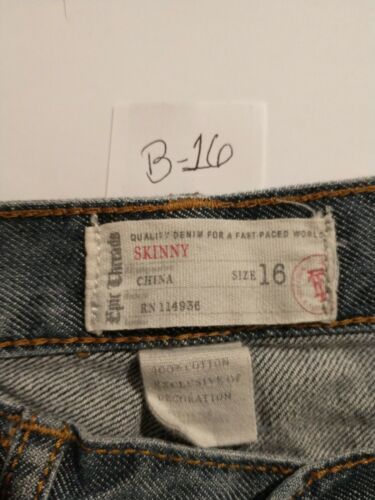 B-16
QUALITY DENIM FOR A FAST-PACED WORLD
SKINNY
CHINA
SIZE 16
RN 114936
Epic Threads
100% COTTON
EXCLUSIVE OF
DECORATION